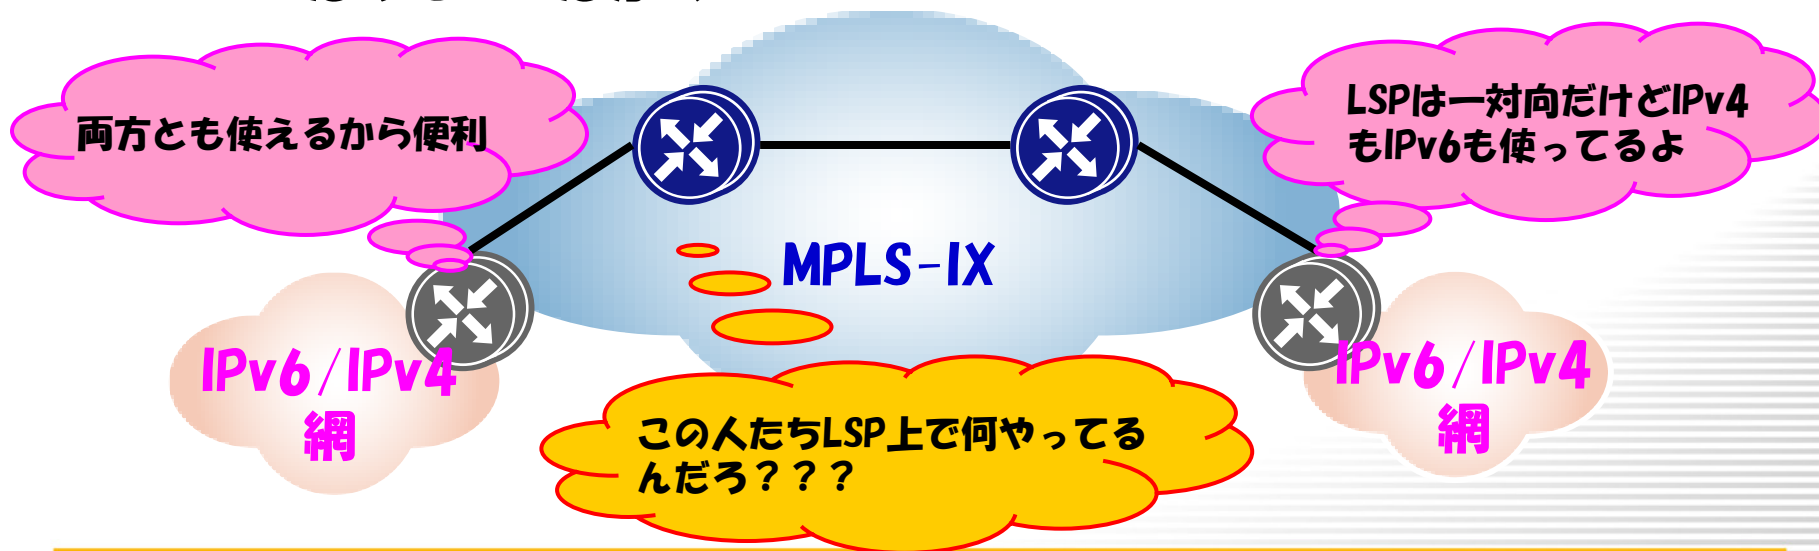 両方とも使えるから便利
LSPは一対向だけどIPv4
もIPv6も使ってるよ
MPLS-IX
IPv6/IPv4
網
IPv6/IPv4
網
この人たちLSP上で何やってる
んだろ？？？